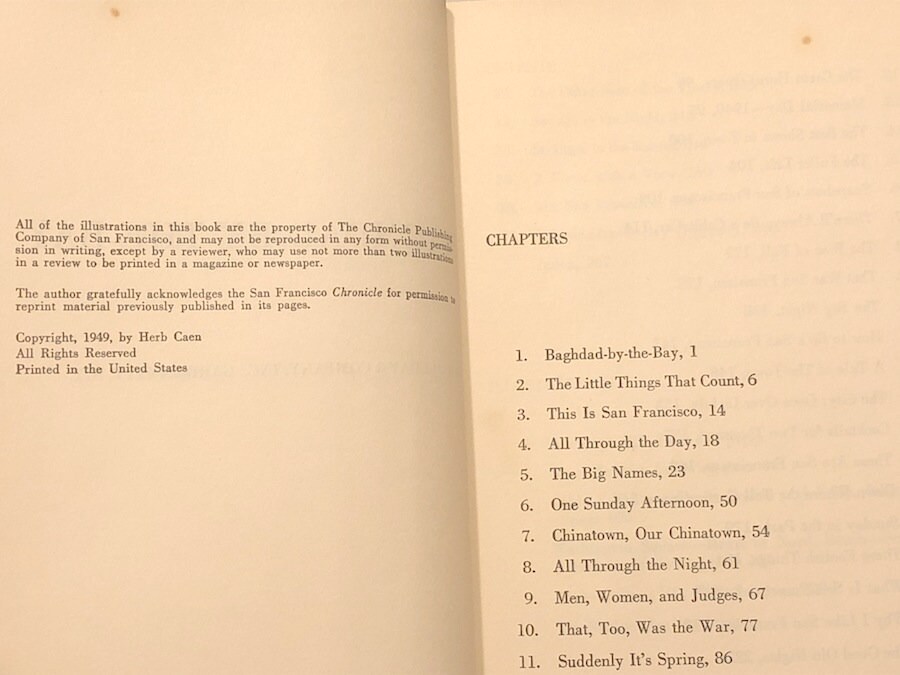 All of the illustrations in this book are the property of The Chronicle Publishing
Company of San Francisco, and may not be reproduced in any form without permis-
sion in writing, except by a reviewer, who may use not more than two illustrations
in a review to be printed in a magazine or newspaper.
The author gratefully acknowledges the San Francisco Chronicle for permission to
reprint material previously published in its pages.
Copyright, 1949, by Herb Caen
All Rights Reserved
Printed in the United States
CHAPTERS
1. Baghdad-by-the-Bay, 1
2. The Little Things That Count, 6
3. This Is San Francisco, 14
4. All Through the Day, 18
5. The Big Names, 23
6. One Sunday Afternoon, 50
7. Chinatown, Our Chinatown, 54
8. All Through the Night, 61
9. Men, Women, and Judges, 67
10. That, Too, Was the War, 77
11. Suddenly It's Spring, 86